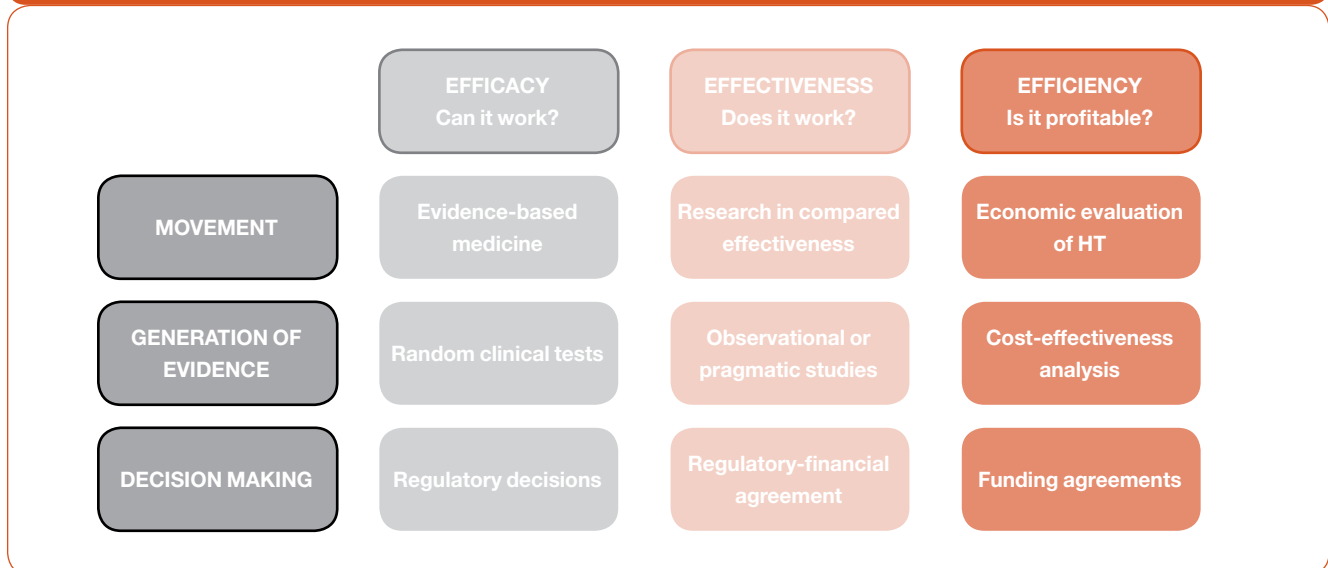 EFFICACY
Can it work?
EFFECTIVENESS
Does it work?
EFFICIENCY
Is it profitable?
MOVEMENT
Evidence-based
medicine
Research in compared
effectiveness
Economic evaluation
of HT
GENERATION OF
EVIDENCE
Random clinical tests
Observational or
pragmatic studies
Cost-effectiveness
analysis
DECISION MAKING
Regulatory decisions
Regulatory-financial
agreement
Funding agreements